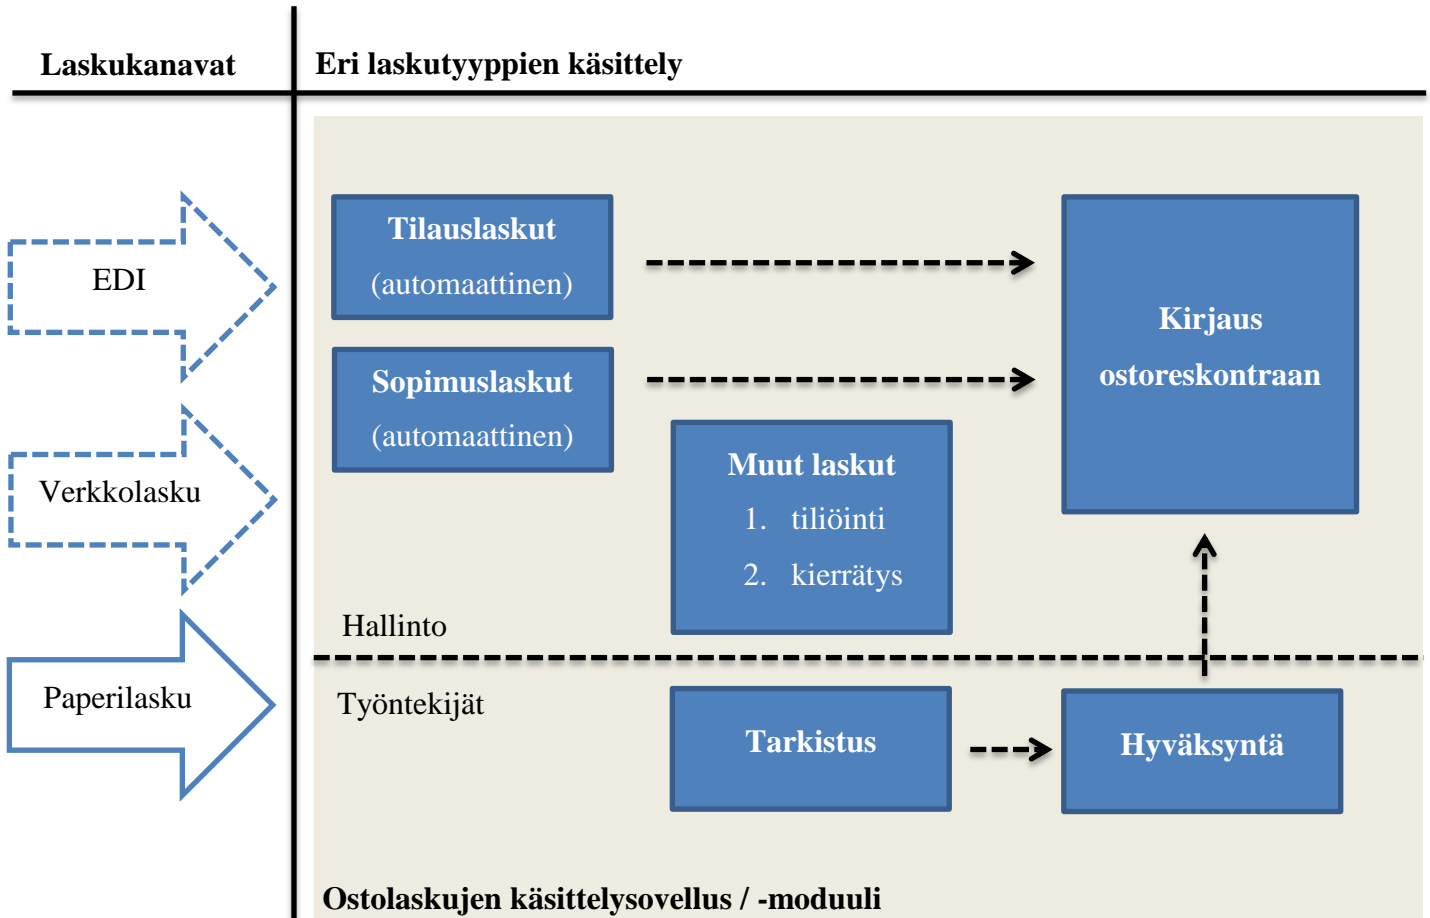 Laskukanavat
Eri laskutyyppien käsittely
EDI
Verkkolasku
Paperilasku
Tilauslaskut
(automaattinen)
Sopimuslaskut
(automaattinen)
Muut laskut
1. tiliöinti
2. kierrätys
Kirjaus
ostoreskontraan
Hallinto
Työntekijät
Tarkistus
Hyväksyntä
Ostolaskujen käsittelysovellus / -moduuli